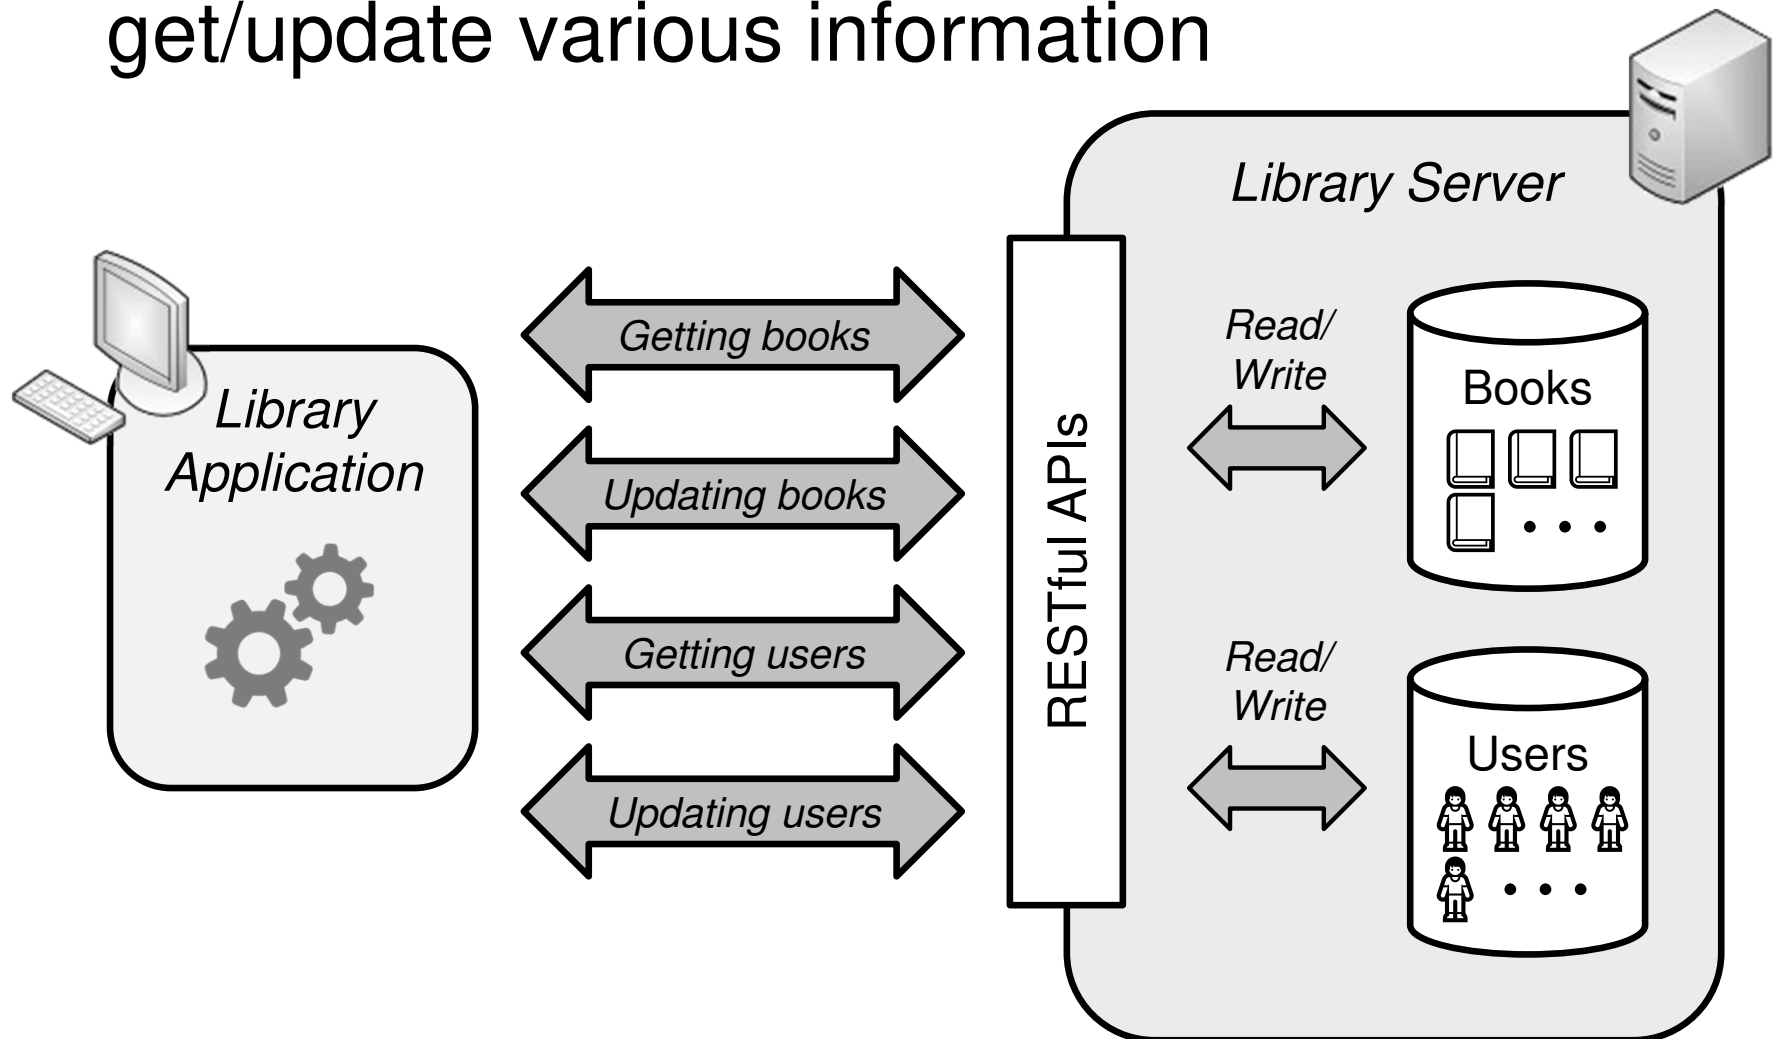 get/update various information
Library Server
Library
Application
Getting books
Updating books
Getting users
Updating users
RESTful APIs
Read/
Write
Books
Read/
Write
Users